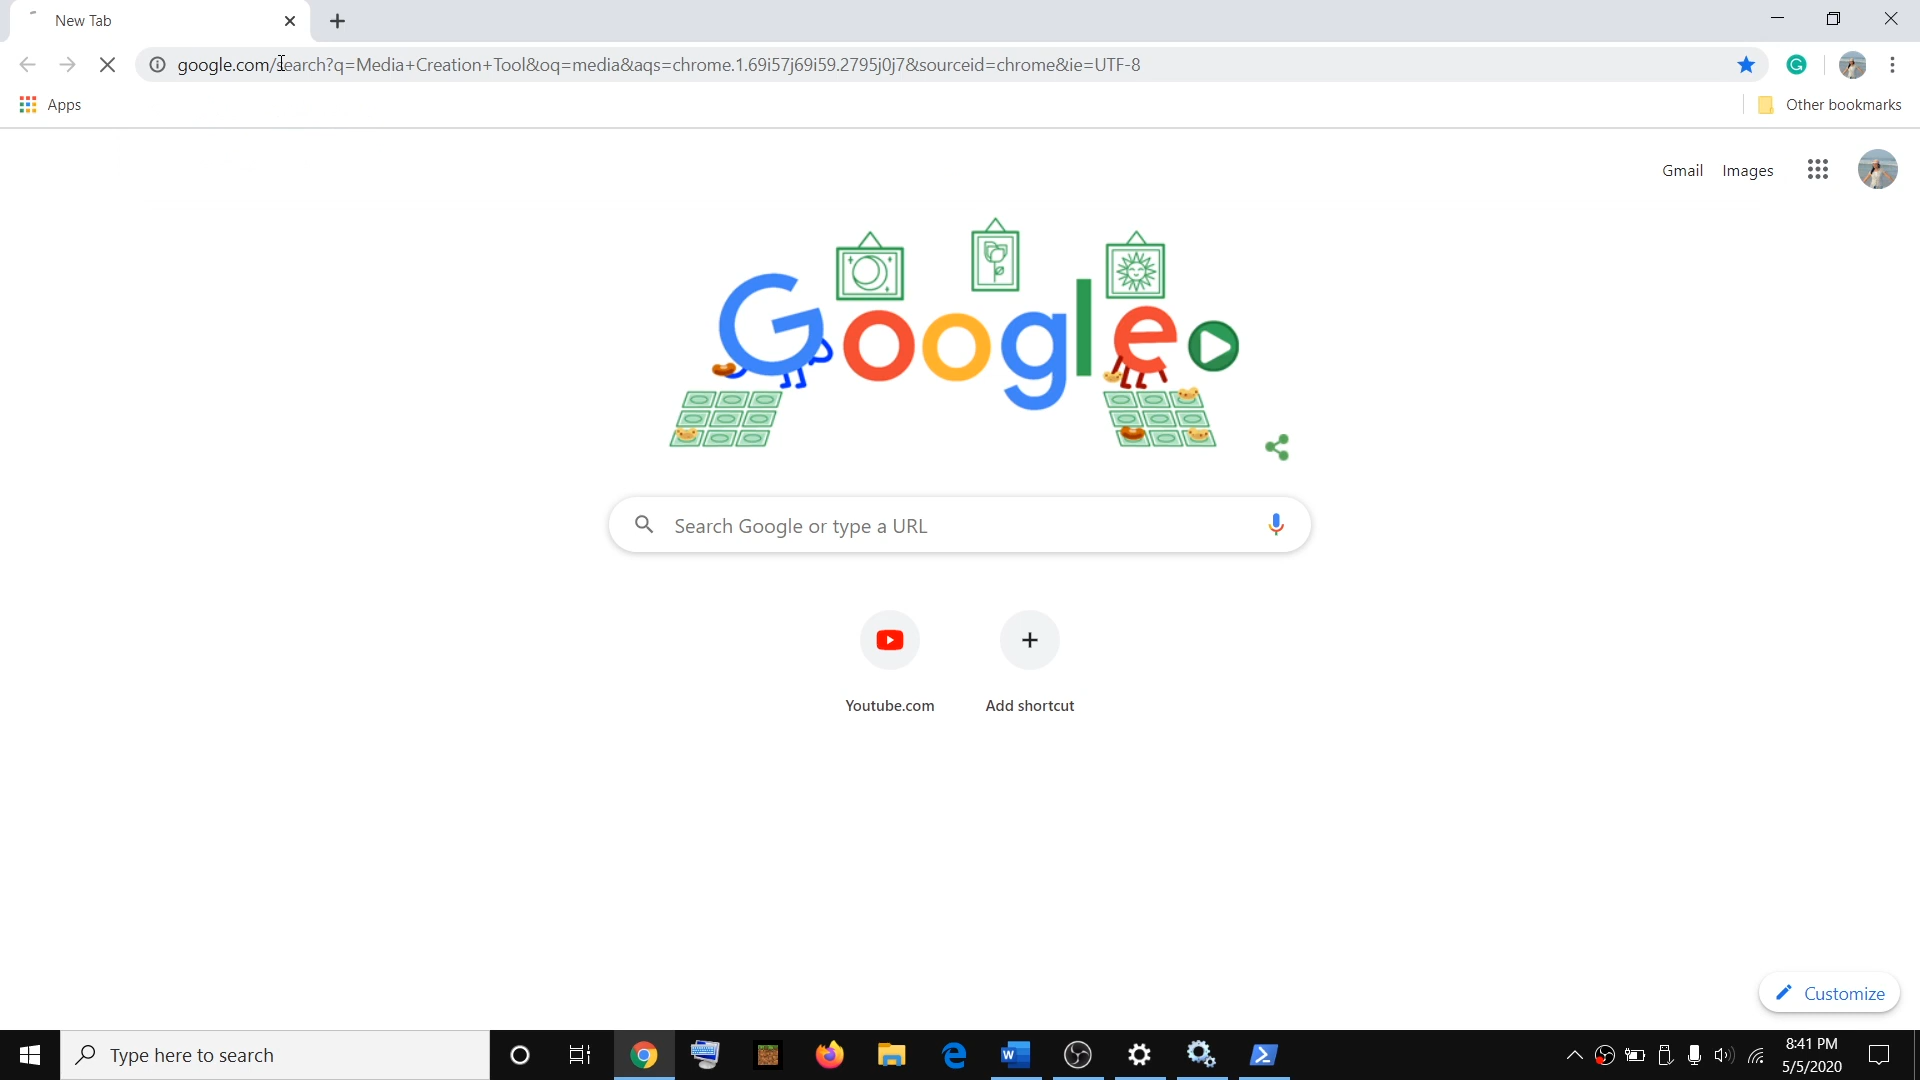 New Tab
google.com/search?q=Media+Creation+Tool&oq=media&aqs=chrome.1.69i57j69i59.2795j0j7&sourceid=chrome&ie=UTF-8
Apps
Other bookmarks
Gmail Images
Google
Search Google or type a URL
Youtube.com
Add shortcut
Customize
Type here to search
8:41 PM
5/5/2020